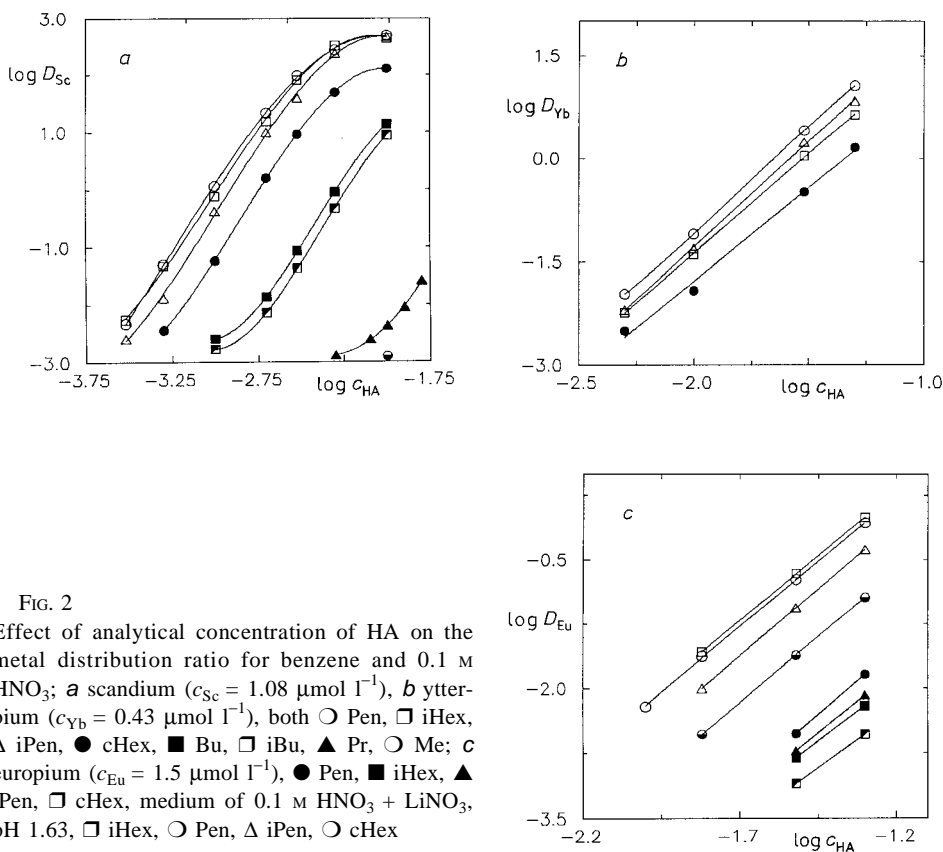 3.0
log D_Sc
a
1.0
−1.0
−3.0
−3.75
−3.25
−2.75
log c_HA
−1.75
1.5
b
log D_Yb
0.0
−1.5
−3.0
−2.5
−2.0
log c_HA
−1.0
c
−0.5
log D_Eu
−2.0
−3.5
−2.2
−1.7
log c_HA
−1.2
FIG. 2
Effect of analytical concentration of HA on the
metal distribution ratio for benzene and 0.1 M
HNO₃; a scandium (c_Sc = 1.08 µmol l⁻¹), b ytter-
bium (c_Yb = 0.43 µmol l⁻¹), both ❍ Pen, ❒ iHex,
∆ iPen, ● cHex, ■ Bu, ❒ iBu, ▲ Pr, ❍ Me; c
europium (c_Eu = 1.5 µmol l⁻¹), ● Pen, ■ iHex, ▲
Pen, ❒ cHex, medium of 0.1 M HNO₃ + LiNO₃,
pH 1.63, ❒ iHex, ❍ Pen, ∆ iPen, ❍ cHex